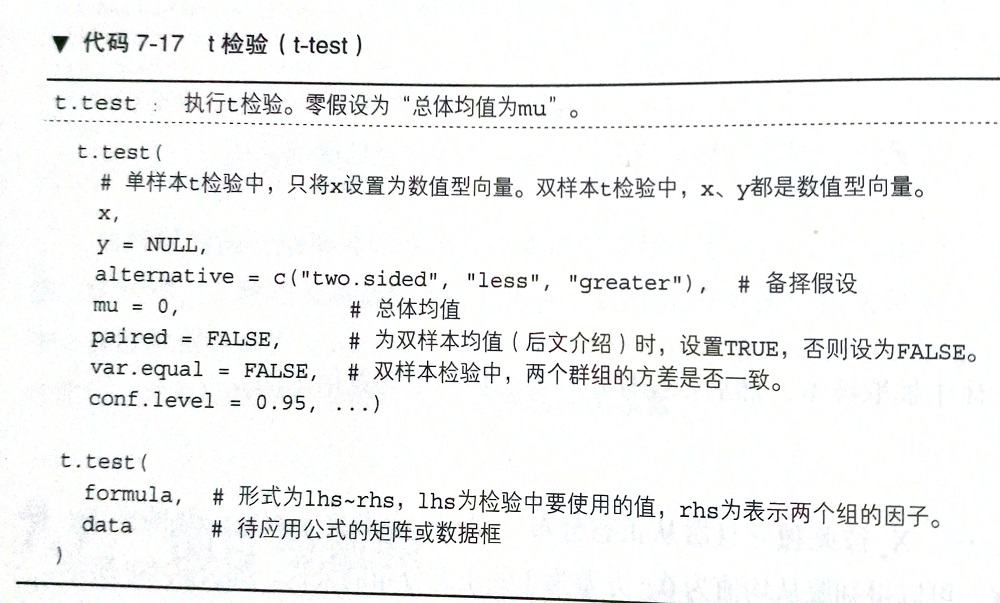 ▼ 代码 7-17 t 检验（t-test）
t.test : 执行t检验。零假设为“总体均值为mu”。
t.test(
# 单样本t检验中，只将x设置为数值型向量。双样本t检验中，x、y都是数值型向量。
x,
y = NULL,
alternative = c("two.sided", "less", "greater"), # 备择假设
mu = 0, # 总体均值
paired = FALSE, # 为双样本均值（后文介绍）时，设置TRUE，否则设为FALSE。
var.equal = FALSE, # 双样本检验中，两个群组的方差是否一致。
conf.level = 0.95, ...)
t.test(
formula, # 形式为lhs~rhs，lhs为检验中要使用的值，rhs为表示两个组的因子。
data # 待应用公式的矩阵或数据框
)